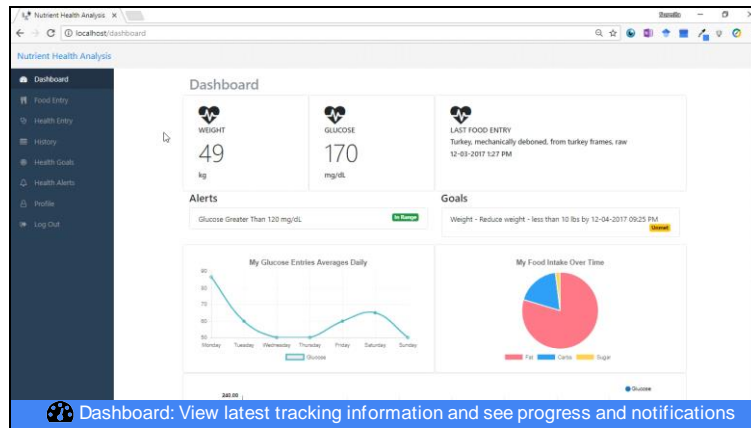 Nutrient Health Analysis
localhost/dashboard
Nutrient Health Analysis
Dashboard
Food Entry
Health Entry
History
Health Goals
Health Alerts
Profile
Log Out
Dashboard
WEIGHT
49
kg
GLUCOSE
170
mg/dL
LAST FOOD ENTRY
Turkey, mechanically deboned, from turkey frames, raw
12-03-2017 1:27 PM
Alerts
Glucose Greater Than 120 mg/dL
In Range
Goals
Weight - Reduce weight - less than 10 lbs by 12-04-2017 09:25 PM
Unmet
My Glucose Entries Averages Daily
90
80
70
60
50
Monday Tuesday Wednesday Thursday Friday Saturday Sunday
Glucose
My Food Intake Over Time
Fat Carbs Sugar
240.00
Glucose
Dashboard: View latest tracking information and see progress and notifications